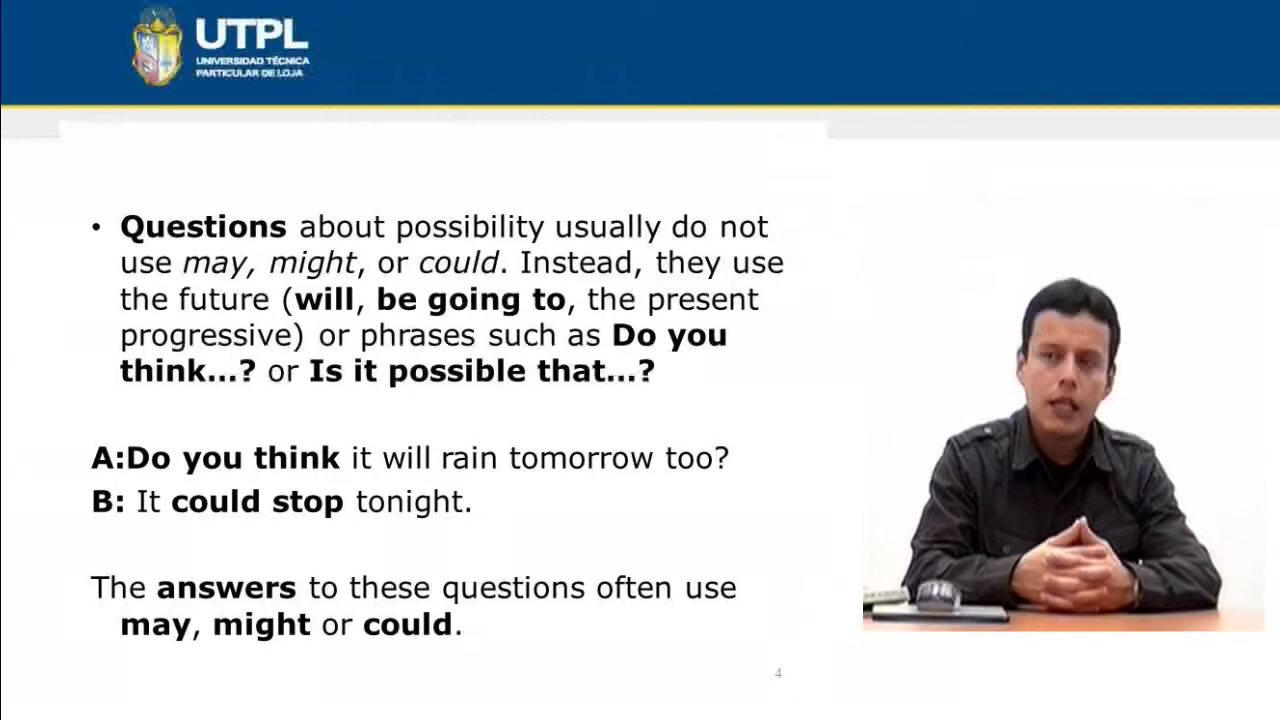 UTPL
UNIVERSIDAD TÉCNICA
PARTICULAR DE LOJA
• Questions about possibility usually do not
use may, might, or could. Instead, they use
the future (will, be going to, the present
progressive) or phrases such as Do you
think...? or Is it possible that...?
A:Do you think it will rain tomorrow too?
B: It could stop tonight.
The answers to these questions often use
may, might or could.
4